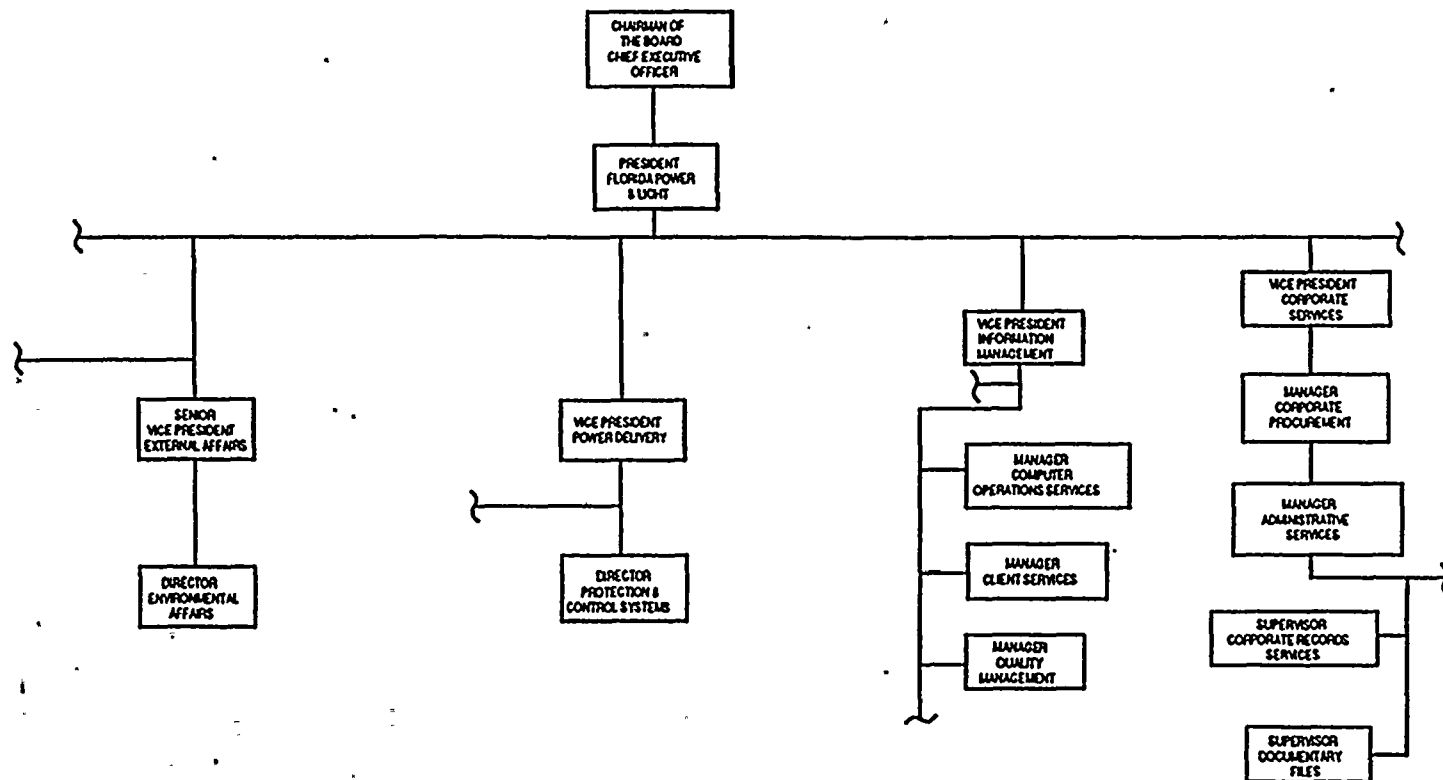 CHAIRMAN OF
THE BOARD
CHIEF EXECUTIVE
OFFICER
PRESIDENT
FLORIDA POWER
& LIGHT
VICE PRESIDENT
CORPORATE
SERVICES
VICE PRESIDENT
INFORMATION
MANAGEMENT
MANAGER
CORPORATE
PROCUREMENT
SENIOR
VICE PRESIDENT
EXTERNAL AFFAIRS
VICE PRESIDENT
POWER DELIVERY
MANAGER
COMPUTER
OPERATIONS SERVICES
MANAGER
ADMINISTRATIVE
SERVICES
DIRECTOR
ENVIRONMENTAL
AFFAIRS
DIRECTOR
PROTECTION &
CONTROL SYSTEMS
MANAGER
CLIENT SERVICES
SUPERVISOR
CORPORATE RECORDS
SERVICES
MANAGER
QUALITY
MANAGEMENT
SUPERVISOR
DOCUMENTARY
FILES